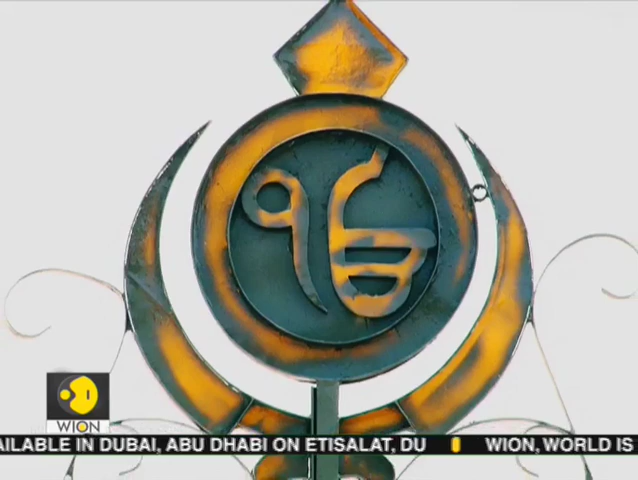 ੴ
WION
AILABLE IN DUBAI, ABU DHABI ON ETISALAT, DU WION, WORLD IS